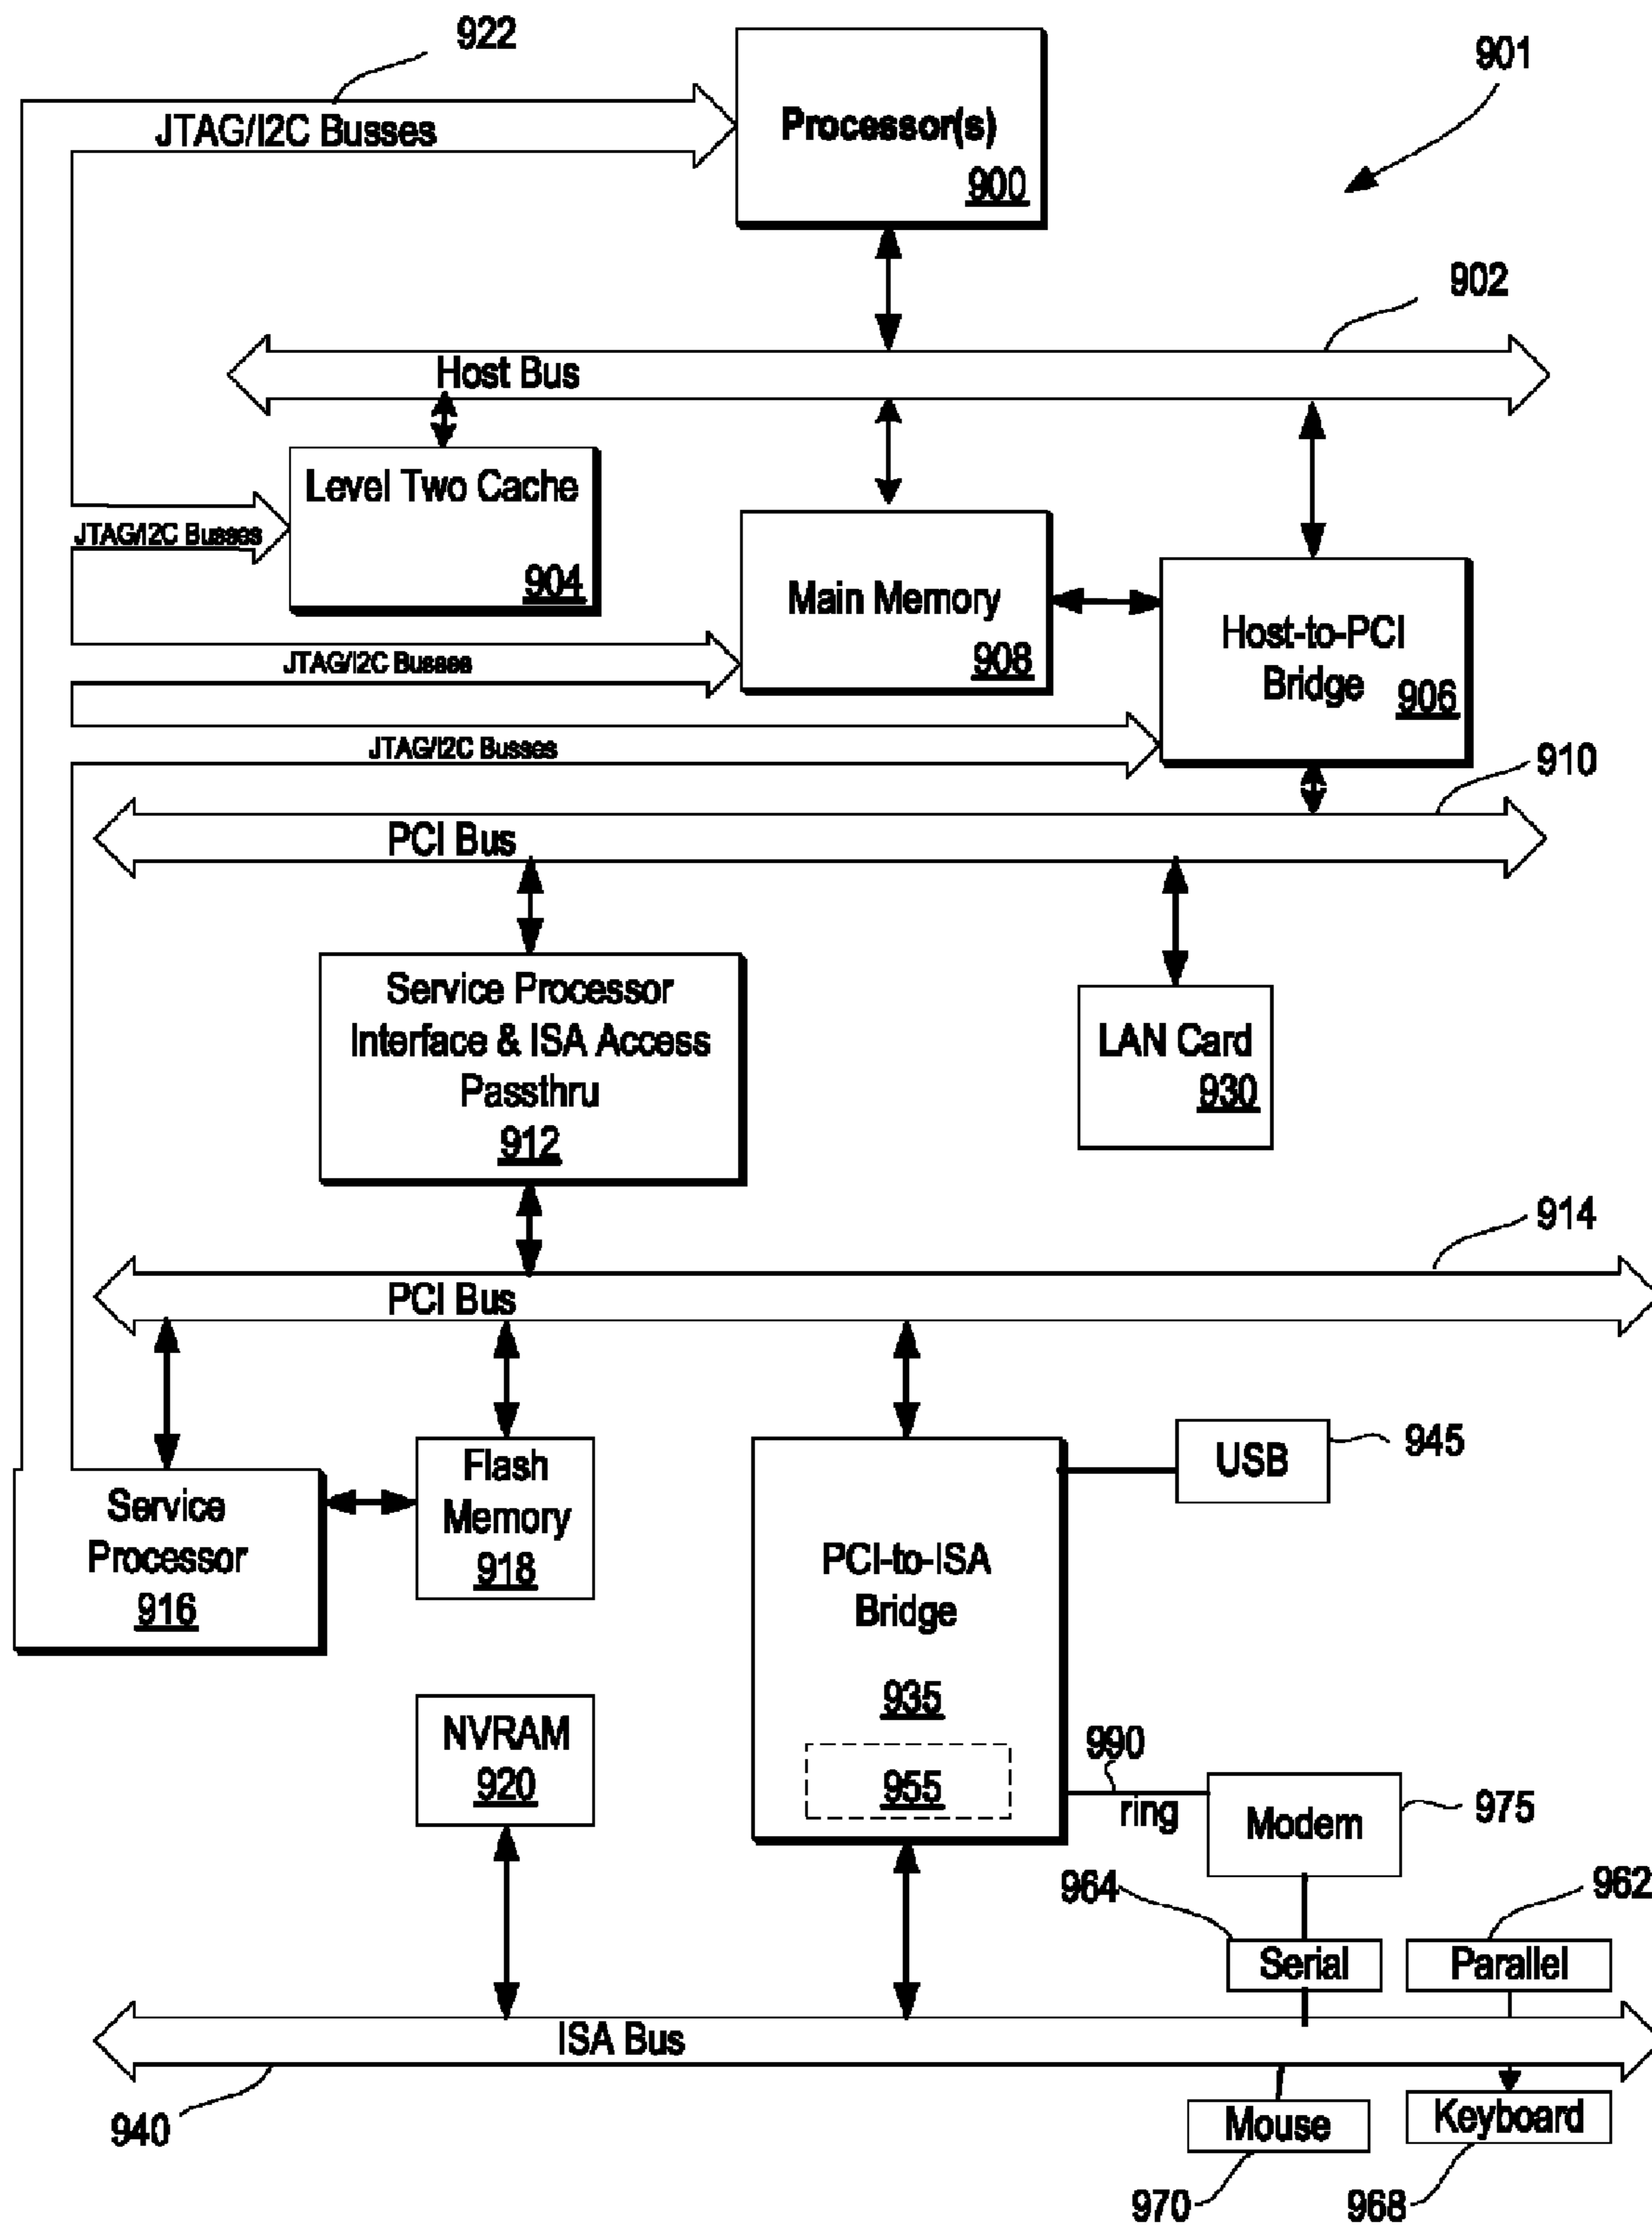 922
901
JTAG/I2C Busses
Processor(s)
900
902
Host Bus
Level Two Cache
904
JTAG/I2C Busses
Main Memory
908
Host-to-PCI
Bridge
906
JTAG/I2C Busses
JTAG/I2C Busses
910
PCI Bus
Service Processor
Interface & ISA Access
Passthru
912
LAN Card
930
914
PCI Bus
Service
Processor
916
Flash
Memory
918
USB
945
PCI-to-ISA
Bridge
935
955
NVRAM
920
990
ring
Modem
975
964
962
Serial
Parallel
ISA Bus
940
Mouse
Keyboard
970
968